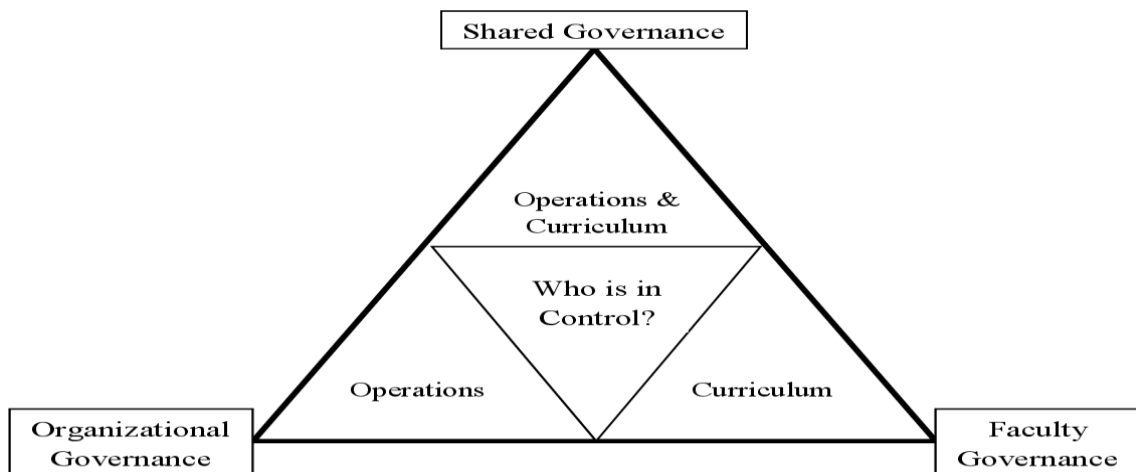 Shared Governance
Operations &
Curriculum
Who is in
Control?
Operations
Curriculum
Organizational
Governance
Faculty
Governance